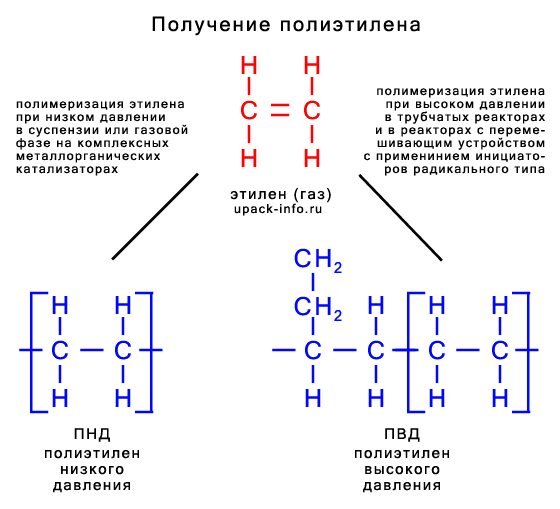 Получение полиэтилена
H H
полимеризация этилена
при низком давлении
в суспензии или газовой
фазе на комплексных
металлорганических
катализаторах
C = C
H H
полимеризация этилена
при высоком давлении
в трубчатых реакторах
и в реакторах с переме-
шивающим устройством
с применинием инициато-
ров радикального типа
этилен (газ)
upack-info.ru
H H
C C
H H
ПНД
полиэтилен
низкого
давления
CH2
CH2 H H H
C C C C
H H H H
ПВД
полиэтилен
высокого
давления